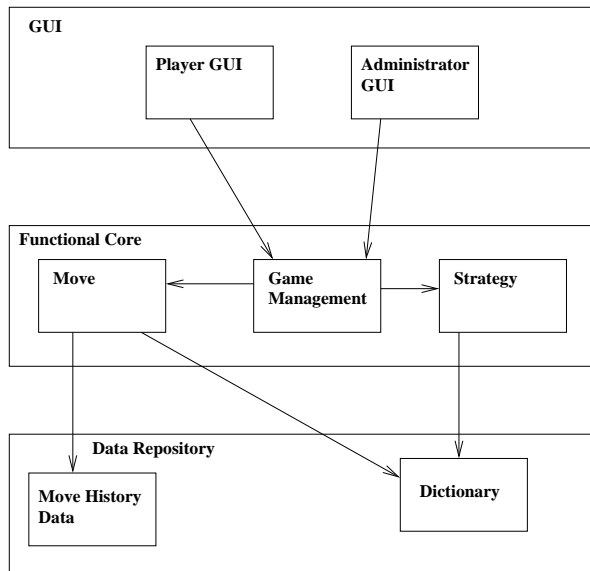 GUI
Player GUI
Administrator
GUI
Functional Core
Move
Game
Management
Strategy
Data Repository
Move History
Data
Dictionary